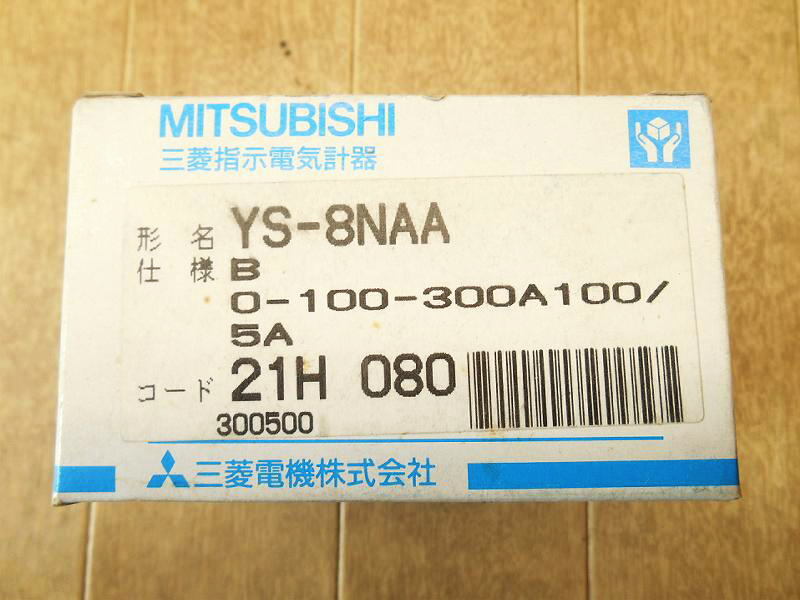 MITSUBISHI
三菱指示電気計器
形名 YS-8NAA
仕様 B
0-100-300A100/
5A
コード 21H 080
300500
三菱電機株式会社